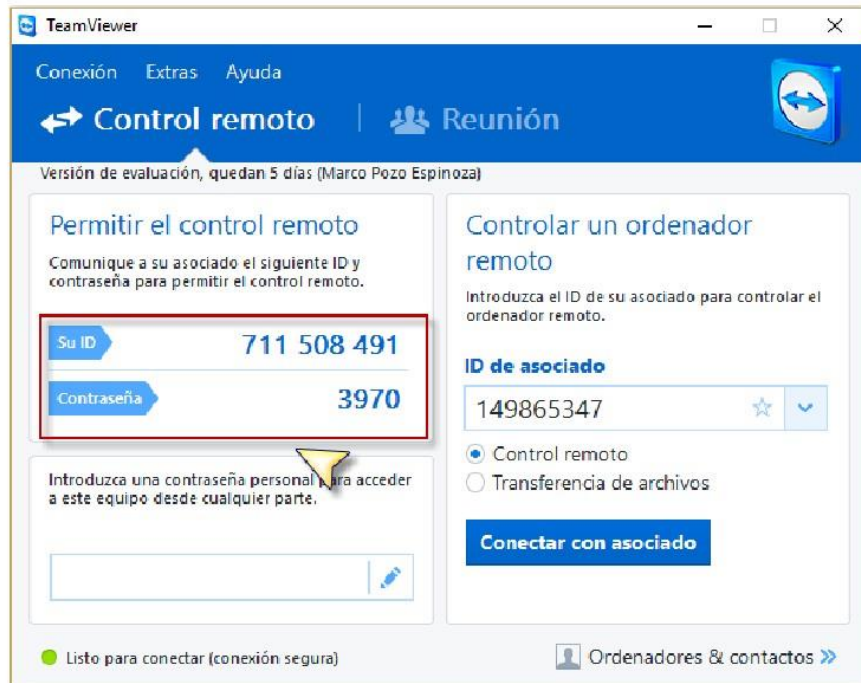 TeamViewer
Conexión Extras Ayuda
Control remoto Reunión
Versión de evaluación, quedan 5 días (Marco Pozo Espinoza)
Permitir el control remoto
Comunique a su asociado el siguiente ID y
contraseña para permitir el control remoto.
Su ID 711 508 491
Contraseña 3970
Introduzca una contraseña personal para acceder
a este equipo desde cualquier parte.
Controlar un ordenador
remoto
Introduzca el ID de su asociado para controlar el
ordenador remoto.
ID de asociado
149865347
Control remoto
Transferencia de archivos
Conectar con asociado
Listo para conectar (conexión segura)
Ordenadores & contactos